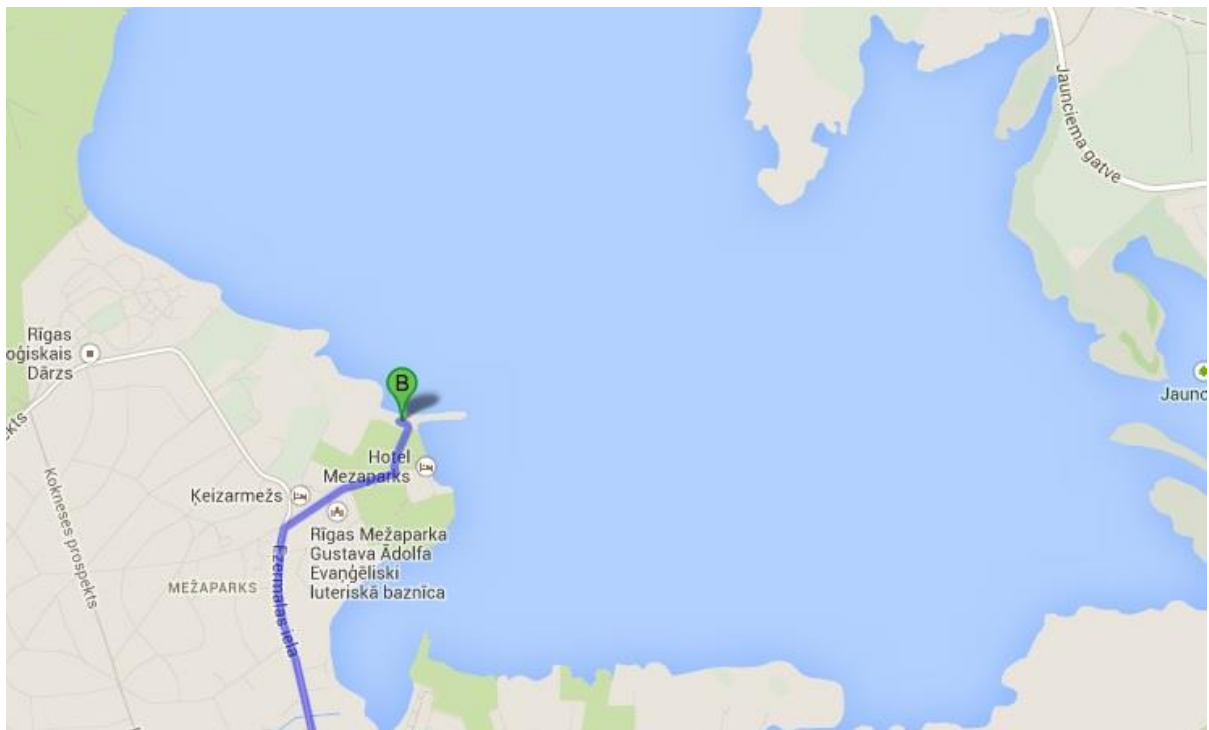 Jaunciema gatve
Rīgas
oģiskais
Dārzs
B
Jaunc
ekts
Hotel
Mezaparks
Kokneses prospekts
Ķeizarmežs
Rīgas Mežaparka
Gustava Ādolfa
Evaņģēliski
luteriskā baznīca
MEŽAPARKS
Ezermalas iela